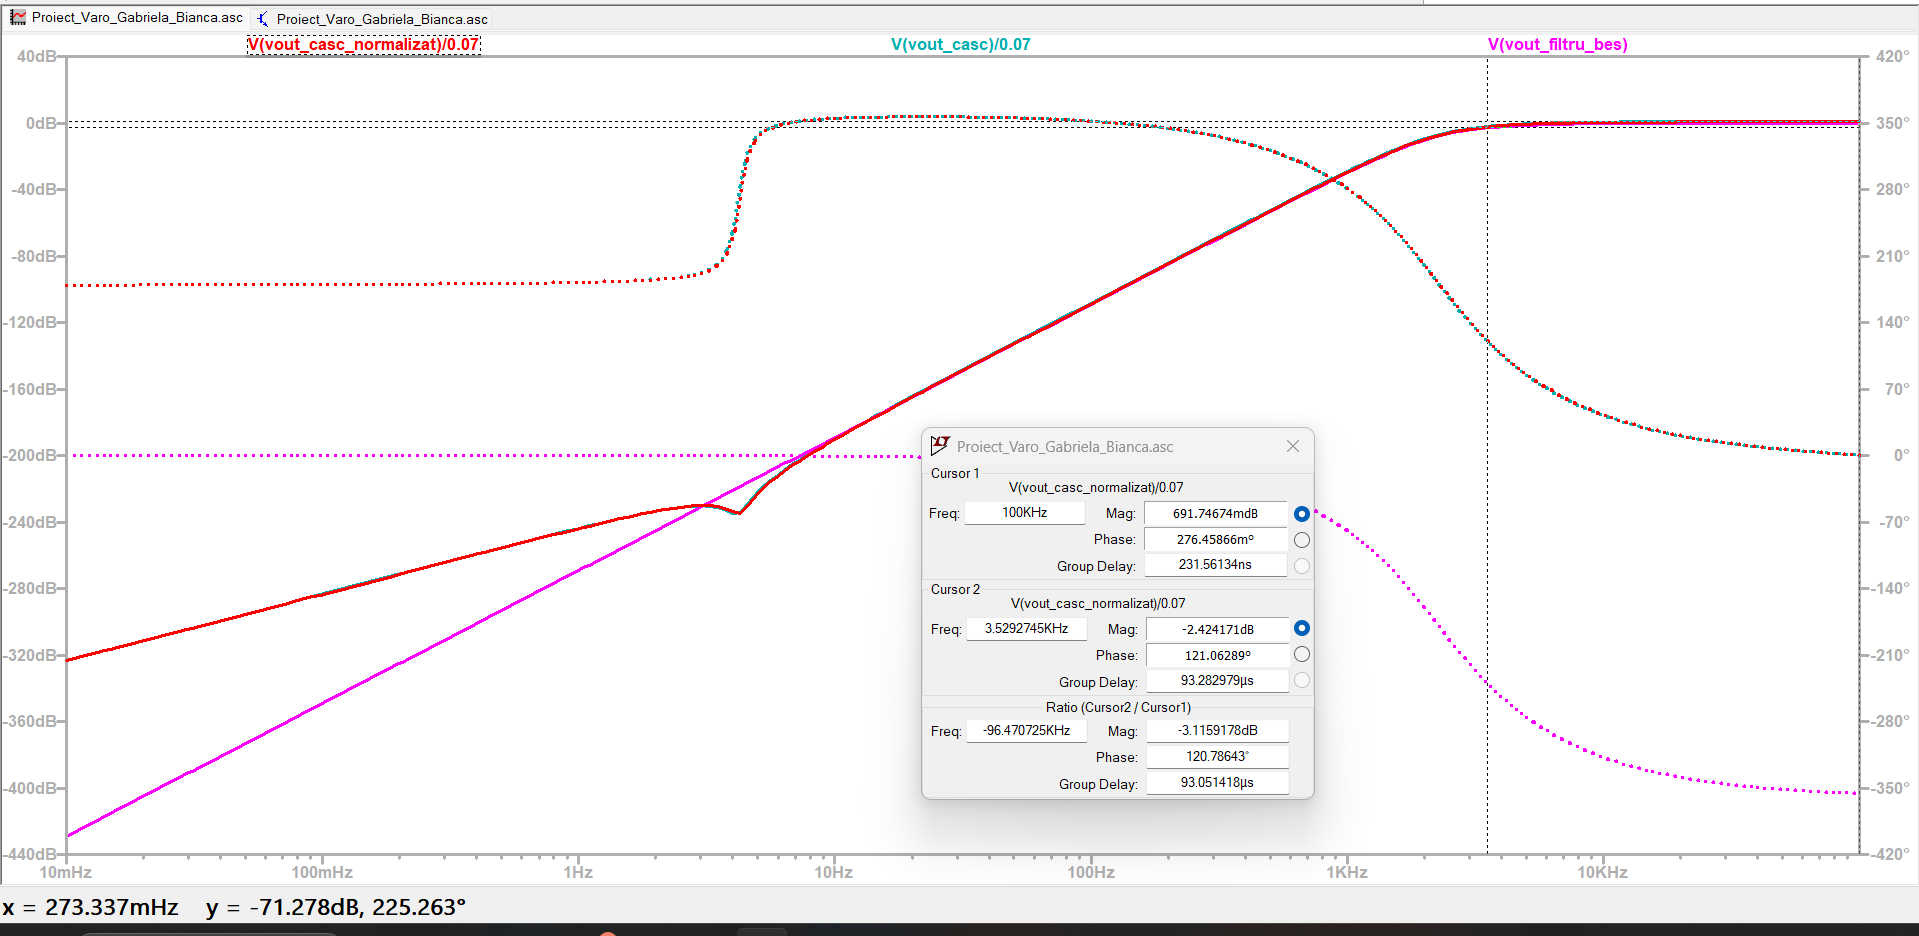 Proiect_Varo_Gabriela_Bianca.asc Proiect_Varo_Gabriela_Bianca.asc
V(vout_casc_normalizat)/0.07 V(vout_casc)/0.07 V(vout_filtru_bes)
40dB 420°
0dB 350°
-40dB 280°
-80dB 210°
-120dB 140°
-160dB 70°
-200dB 0°
-240dB -70°
-280dB -140°
-320dB -210°
-360dB -280°
-400dB -350°
-440dB -420°
10mHz 100mHz 1Hz 10Hz 100Hz 1KHz 10KHz
Proiect_Varo_Gabriela_Bianca.asc
Cursor 1
V(vout_casc_normalizat)/0.07
Freq: 100KHz Mag: 691.74674mdB
Phase: 276.45866m°
Group Delay: 231.56134ns
Cursor 2
V(vout_casc_normalizat)/0.07
Freq: 3.5292745KHz Mag: -2.424171dB
Phase: 121.06289°
Group Delay: 93.282979µs
Ratio (Cursor2 / Cursor1)
Freq: -96.470725KHz Mag: -3.1159178dB
Phase: 120.78643°
Group Delay: 93.051418µs
x = 273.337mHz y = -71.278dB, 225.263°